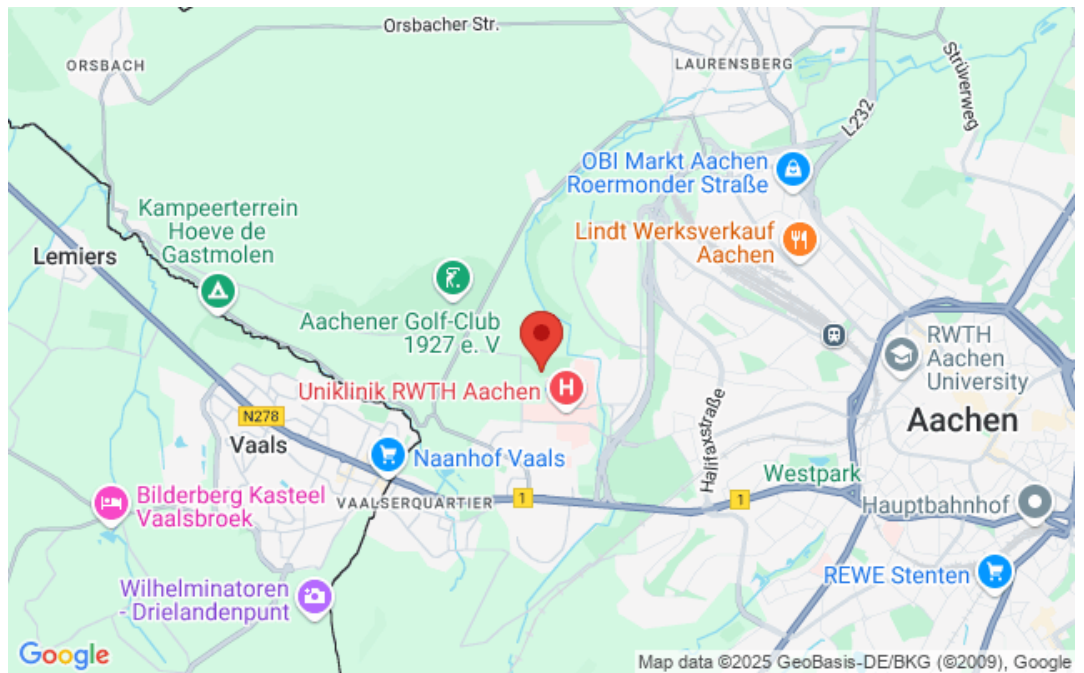 Orsbacher Str.
ORSBACH
LAURENSBERG
Strüverweg
L232
OBI Markt Aachen
Roermonder Straße
Kampeerterrein
Hoeve de
Gastmolen
Lindt Werksverkauf
Aachen
Lemiers
Aachener Golf-Club
1927 e. V
RWTH
Aachen
University
Uniklinik RWTH Aachen
H
Halifaxstraße
N278
Aachen
Vaals
Naanhof Vaals
Westpark
Bilderberg Kasteel
Vaalsbroek
VAALSERQUARTIER
1
1
Hauptbahnhof
REWE Stenten
Wilhelminatoren
- Drielandenpunt
Google
Map data ©2025 GeoBasis-DE/BKG (©2009), Google